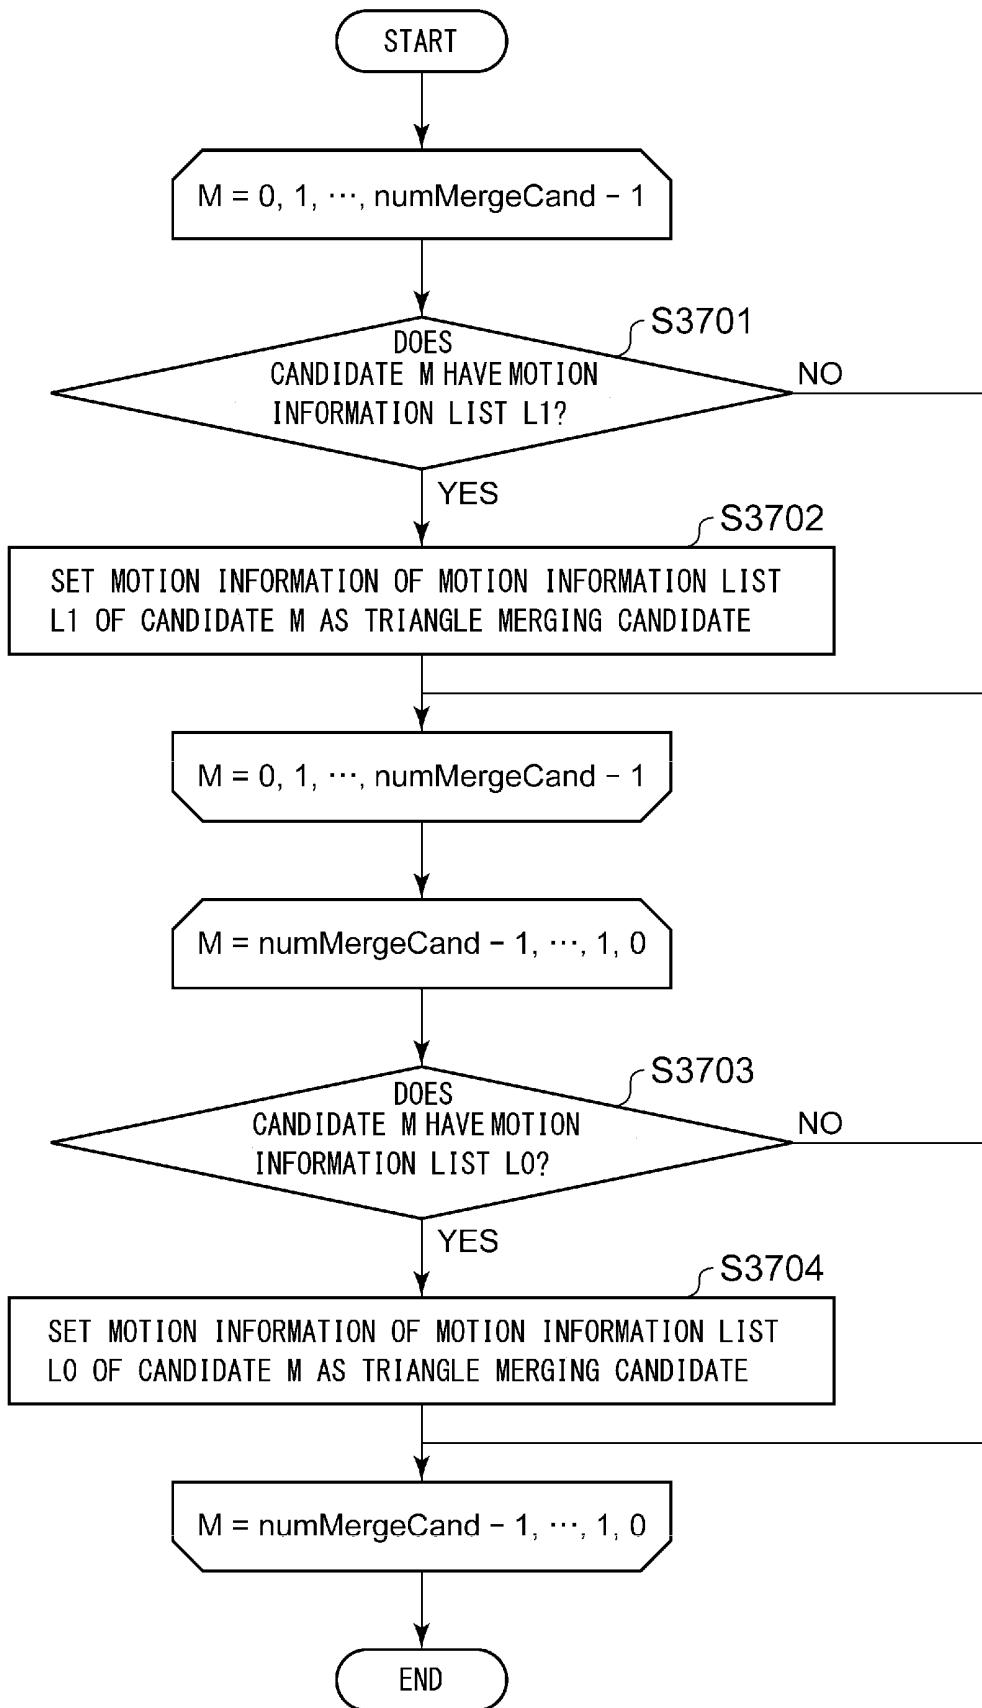 START
M = 0, 1, ⋯, numMergeCand − 1
S3701
DOES
CANDIDATE M HAVE MOTION
INFORMATION LIST L1?
NO
YES
S3702
SET MOTION INFORMATION OF MOTION INFORMATION LIST
L1 OF CANDIDATE M AS TRIANGLE MERGING CANDIDATE
M = 0, 1, ⋯, numMergeCand − 1
M = numMergeCand − 1, ⋯, 1, 0
S3703
DOES
CANDIDATE M HAVE MOTION
INFORMATION LIST L0?
NO
YES
S3704
SET MOTION INFORMATION OF MOTION INFORMATION LIST
L0 OF CANDIDATE M AS TRIANGLE MERGING CANDIDATE
M = numMergeCand − 1, ⋯, 1, 0
END